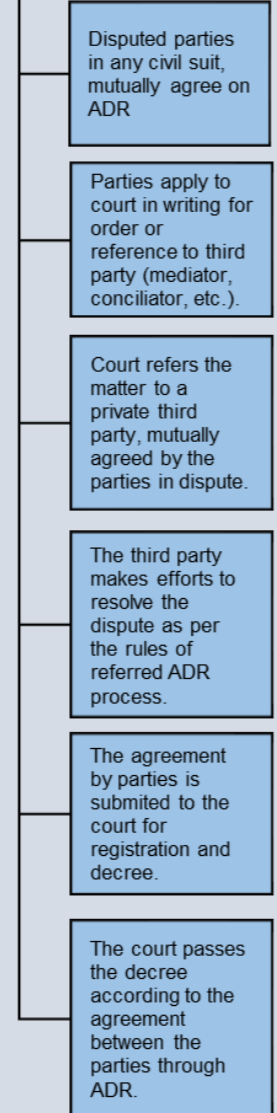 Disputed parties
in any civil suit,
mutually agree on
ADR
Parties apply to
court in writing for
order or
reference to third
party (mediator,
conciliator, etc.).
Court refers the
matter to a
private third
party, mutually
agreed by the
parties in dispute.
The third party
makes efforts to
resolve the
dispute as per
the rules of
referred ADR
process.
The agreement
by parties is
submited to the
court for
registration and
decree.
The court passes
the decree
according to the
agreement
between the
parties through
ADR.